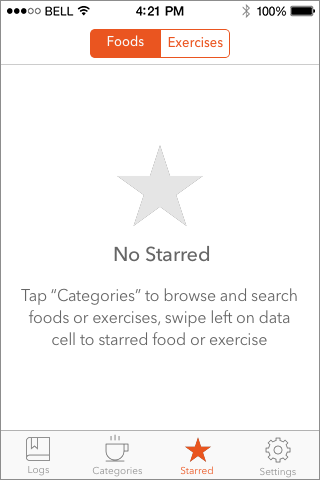 BELL 4:21 PM 100%
Foods Exercises
No Starred
Tap “Categories” to browse and search
foods or exercises, swipe left on data
cell to starred food or exercise
Logs Categories Starred Settings